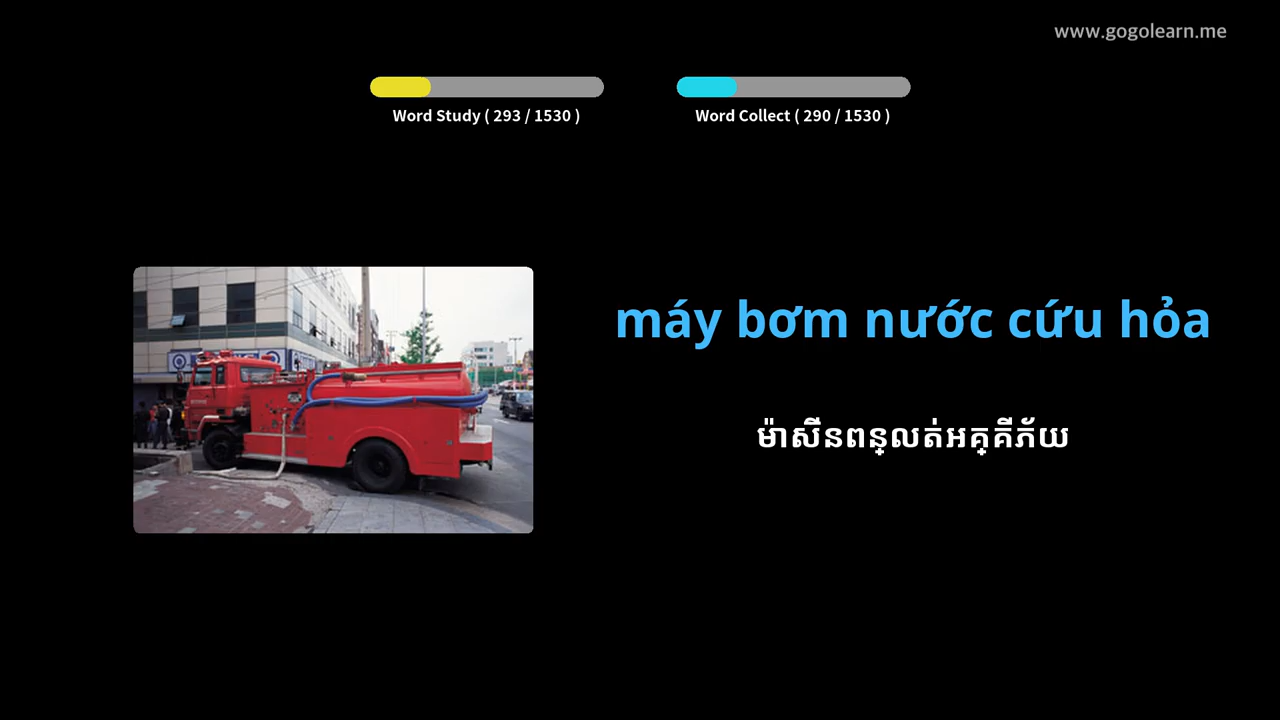 www.gogolearn.me
Word Study ( 293 / 1530 )
Word Collect ( 290 / 1530 )
máy bơm nước cứu hỏa
ម៉ាស៊ីនពន្លត់អគ្គីភ័យ